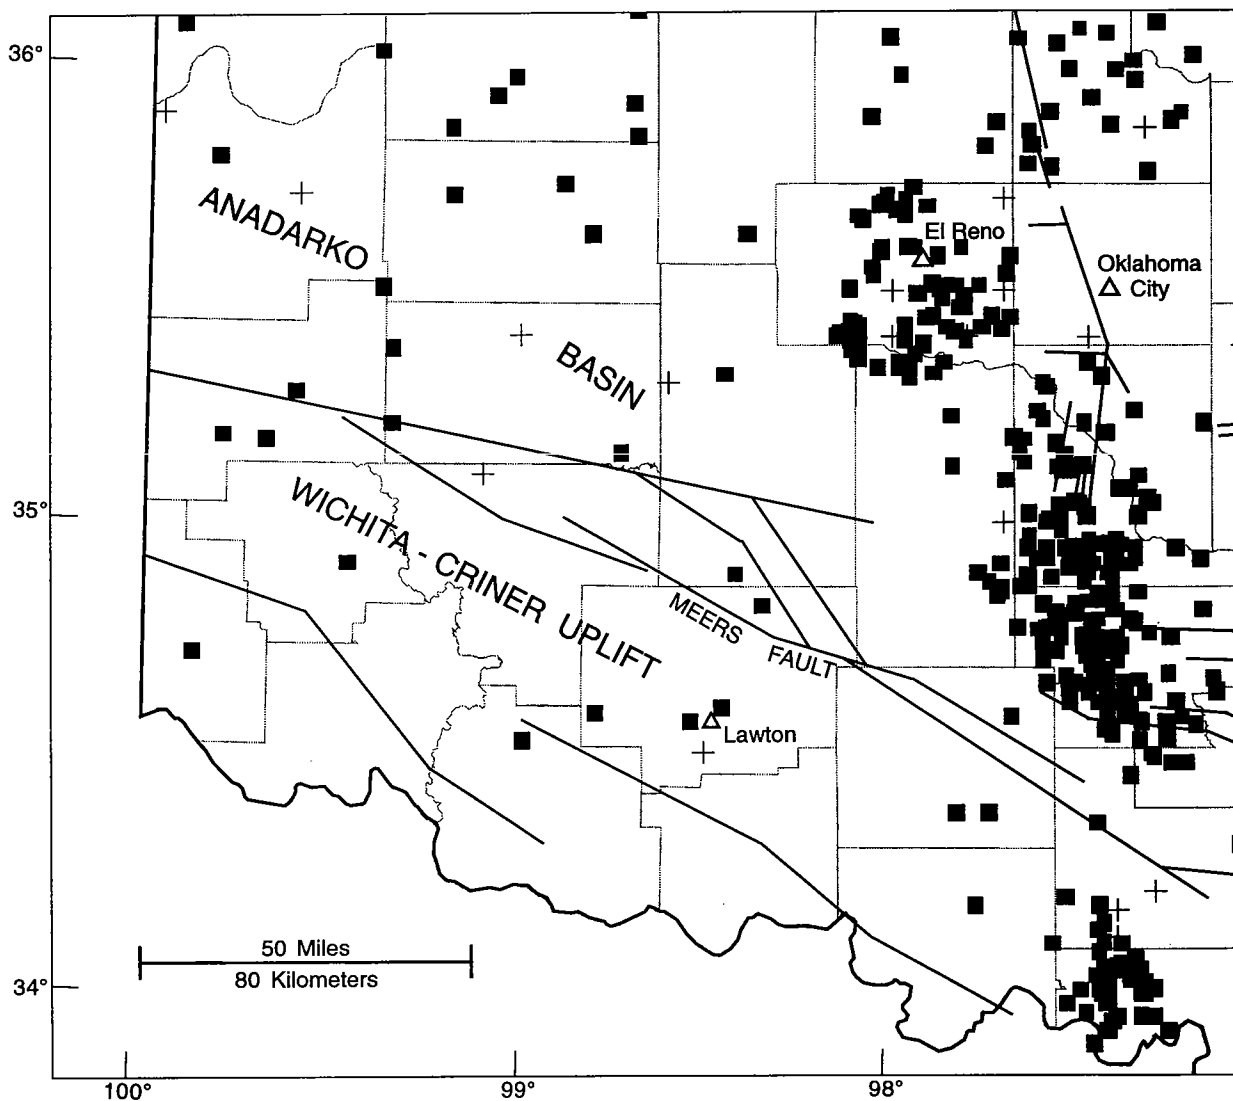 36°
ANADARKO
El Reno
Oklahoma
City
BASIN
35°
WICHITA - CRINER UPLIFT
MEERS
FAULT
Lawton
50 Miles
80 Kilometers
34°
100°
99°
98°